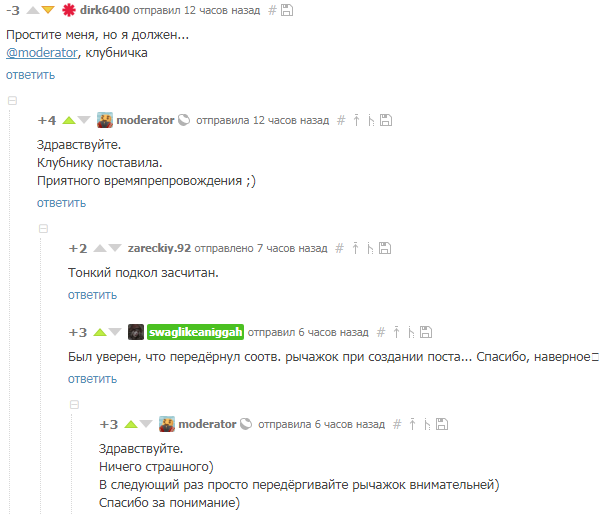 -3 dirk6400 отправил 12 часов назад #
Простите меня, но я должен...
@moderator, клубничка
ответить
+4 moderator отправила 12 часов назад #
Здравствуйте.
Клубнику поставила.
Приятного времяпрепровождения ;)
ответить
+2 zareckiy.92 отправлено 7 часов назад #
Тонкий подкол засчитан.
ответить
+3 swaglikeaniggah отправил 6 часов назад #
Был уверен, что передёрнул соотв. рычажок при создании поста... Спасибо, наверное
ответить
+3 moderator отправила 6 часов назад #
Здравствуйте.
Ничего страшного)
В следующий раз просто передёргивайте рычажок внимательней)
Спасибо за понимание)